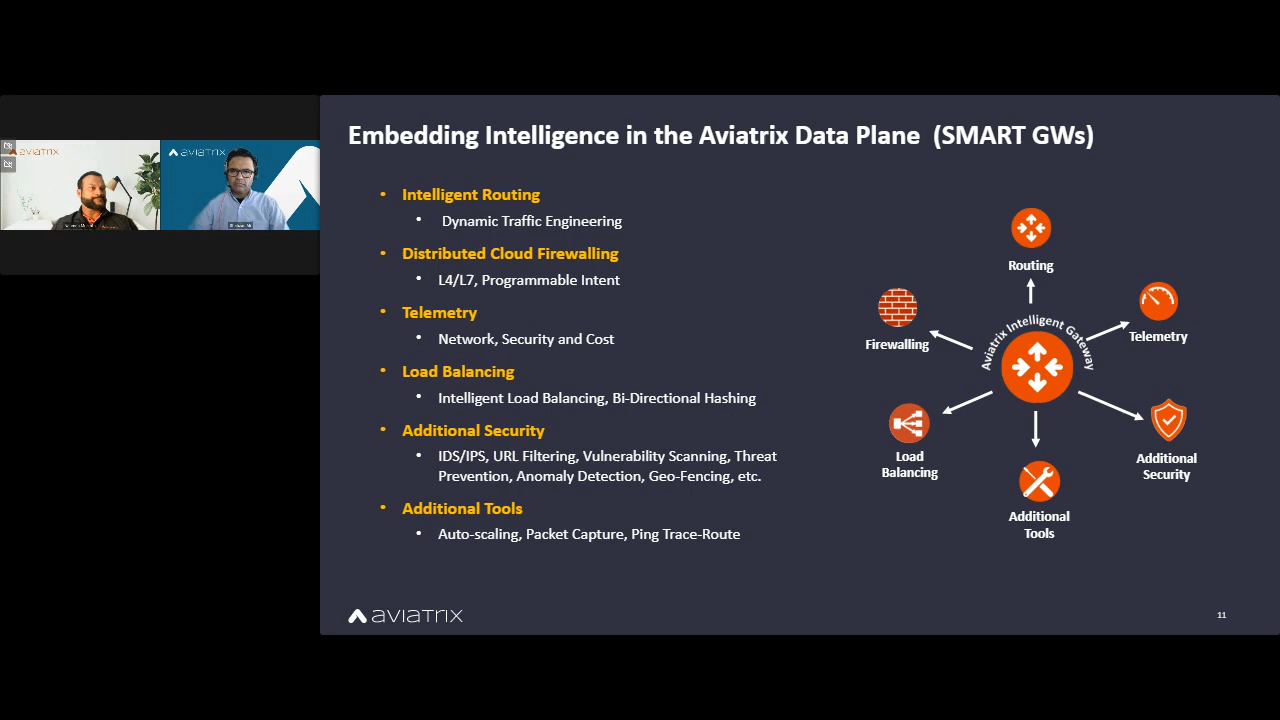 Embedding Intelligence in the Aviatrix Data Plane (SMART GWs)
• Intelligent Routing
• Dynamic Traffic Engineering
• Distributed Cloud Firewalling
• L4/L7, Programmable Intent
• Telemetry
• Network, Security and Cost
• Load Balancing
• Intelligent Load Balancing, Bi-Directional Hashing
• Additional Security
• IDS/IPS, URL Filtering, Vulnerability Scanning, Threat
Prevention, Anomaly Detection, Geo-Fencing, etc.
• Additional Tools
• Auto-scaling, Packet Capture, Ping Trace-Route
Routing
Telemetry
Firewalling
Aviatrix Intelligent Gateway
Load
Balancing
Additional
Security
Additional
Tools
aviatrix
11
aviatrix
aviatrix